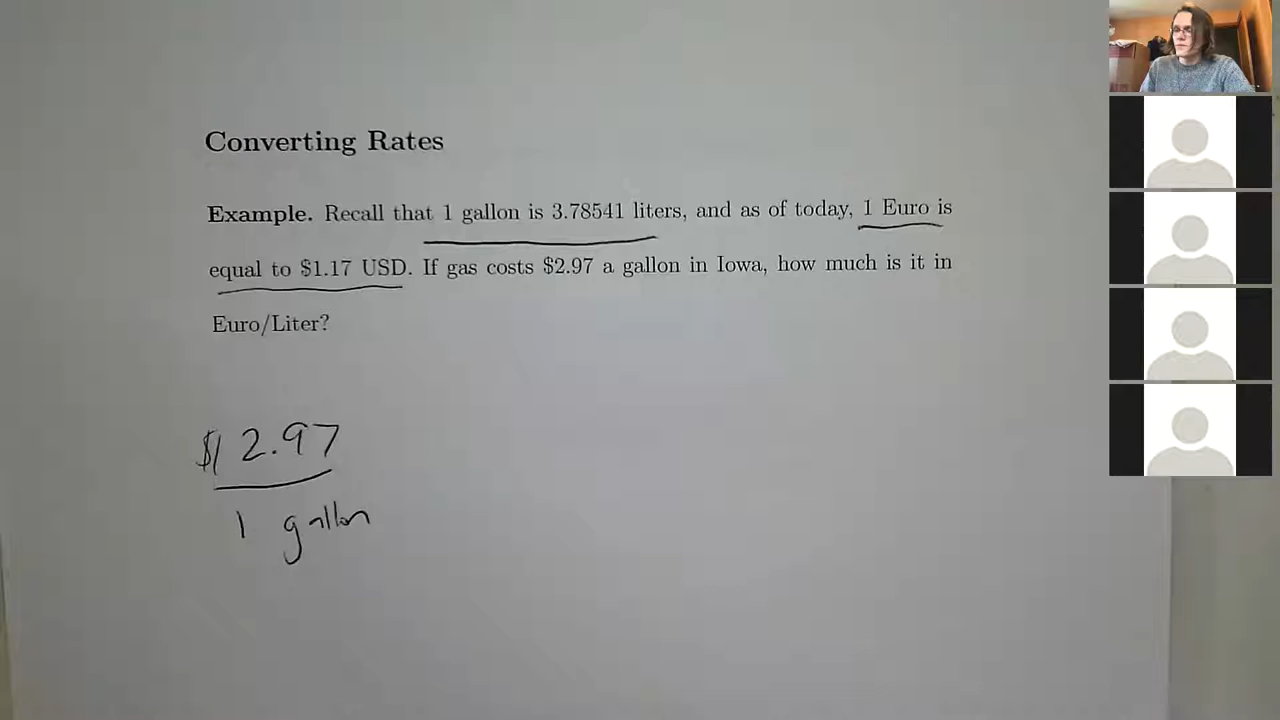 Converting Rates
Example. Recall that 1 gallon is 3.78541 liters, and as of today, 1 Euro is
equal to $1.17 USD. If gas costs $2.97 a gallon in Iowa, how much is it in
Euro/Liter?
$ 2.97
1 gallon